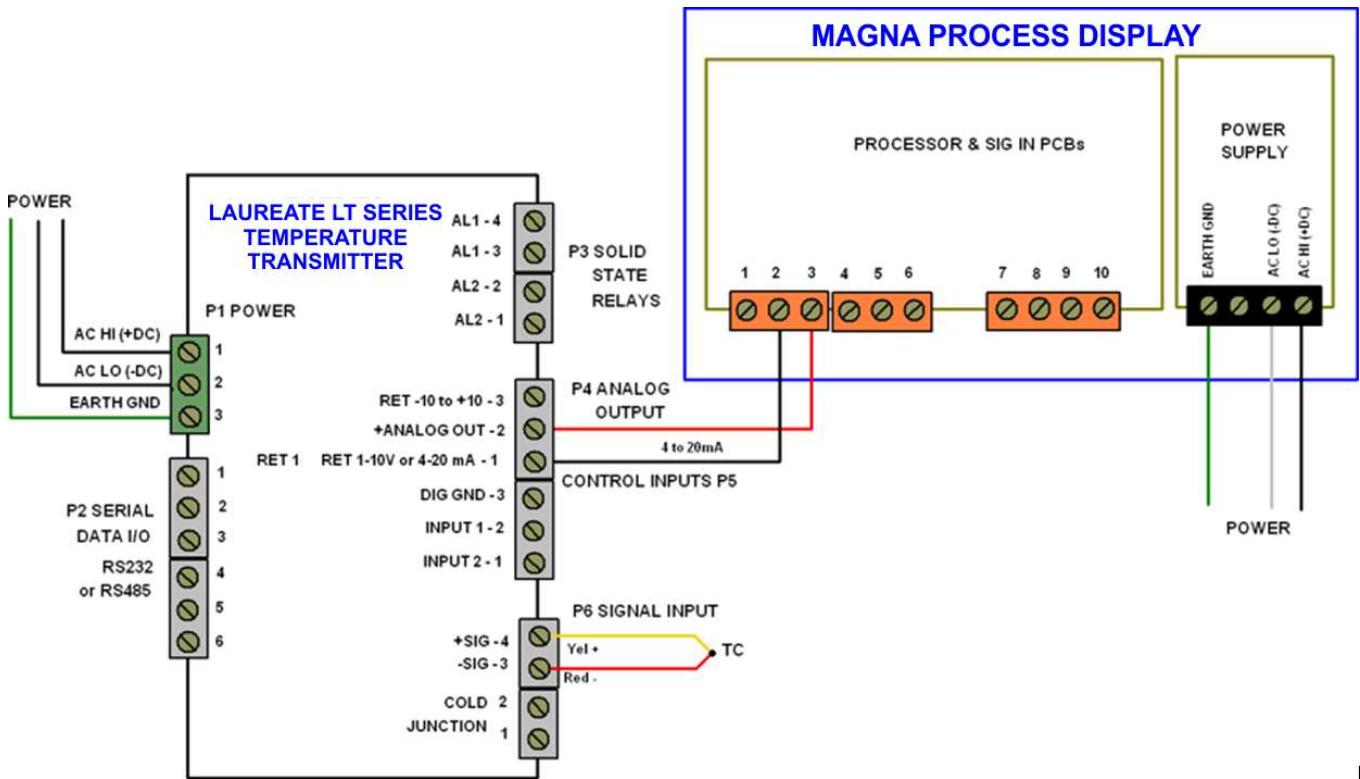 MAGNA PROCESS DISPLAY
PROCESSOR & SIG IN PCBs
POWER
SUPPLY
1 2 3 4 5 6 7 8 9 10
EARTH GND
AC LO (-DC)
AC HI (+DC)
POWER
POWER
LAUREATE LT SERIES
TEMPERATURE
TRANSMITTER
P1 POWER
AC HI (+DC) 1
AC LO (-DC) 2
EARTH GND 3
P2 SERIAL
DATA I/O
RS232
or RS485
1
2
3
4
5
6
AL1 - 4
AL1 - 3
AL2 - 2
AL2 - 1
P3 SOLID
STATE
RELAYS
RET -10 to +10 - 3
+ANALOG OUT - 2
RET 1 RET 1-10V or 4-20 mA - 1
P4 ANALOG
OUTPUT
4 to 20mA
CONTROL INPUTS P5
DIG GND - 3
INPUT 1 - 2
INPUT 2 - 1
P6 SIGNAL INPUT
+SIG - 4
-SIG - 3
Yel +
Red -
TC
COLD 2
JUNCTION 1